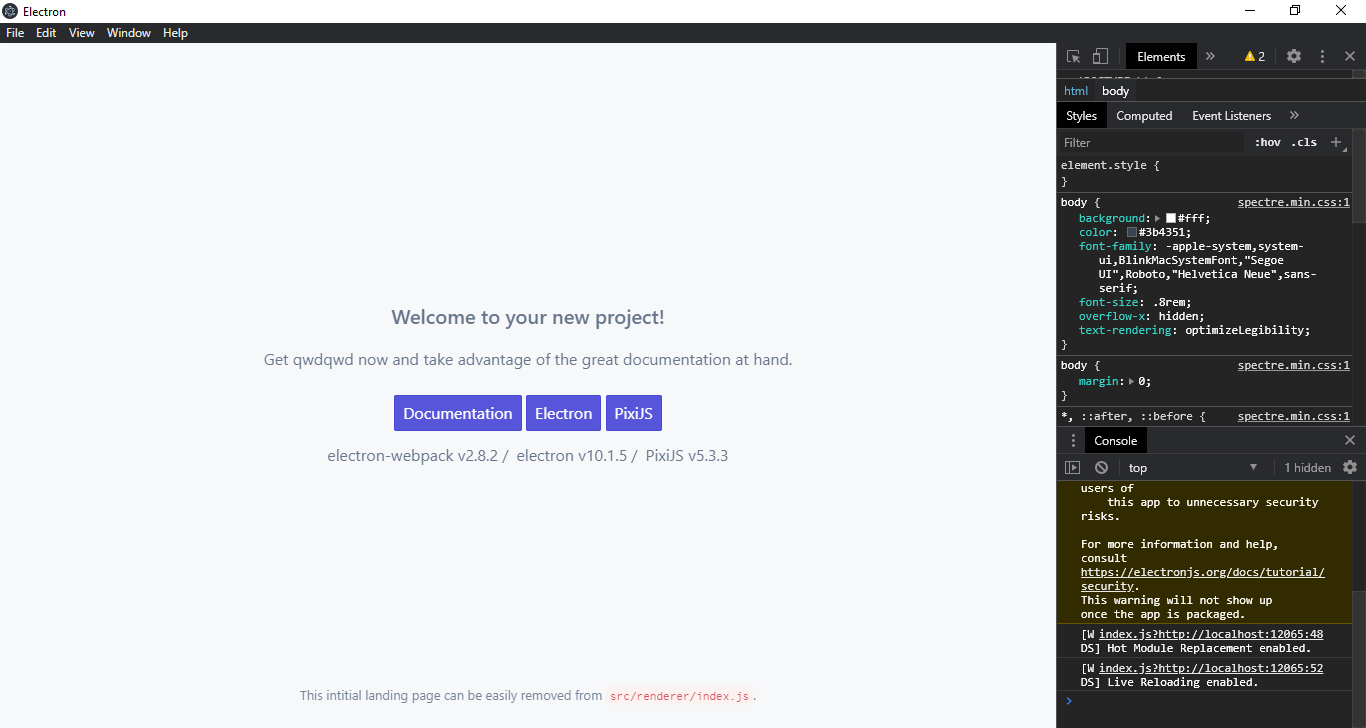 Electron
File Edit View Window Help
Welcome to your new project!
Get qwdqwd now and take advantage of the great documentation at hand.
Documentation Electron PixiJS
electron-webpack v2.8.2 / electron v10.1.5 / PixiJS v5.3.3
This intitial landing page can be easily removed from src/renderer/index.js.
Elements » 2
html body
Styles Computed Event Listeners »
Filter :hov .cls +
element.style {
}
body { spectre.min.css:1
background: #fff;
color: #3b4351;
font-family: -apple-system,system-
ui,BlinkMacSystemFont,"Segoe
UI",Roboto,"Helvetica Neue",sans-
serif;
font-size: .8rem;
overflow-x: hidden;
text-rendering: optimizeLegibility;
}
body { spectre.min.css:1
margin: 0;
}
*, ::after, ::before { spectre.min.css:1
Console
top 1 hidden
users of
this app to unnecessary security
risks.
For more information and help,
consult
https://electronjs.org/docs/tutorial/
security.
This warning will not show up
once the app is packaged.
[W index.js?http://localhost:12065:48
DS] Hot Module Replacement enabled.
[W index.js?http://localhost:12065:52
DS] Live Reloading enabled.